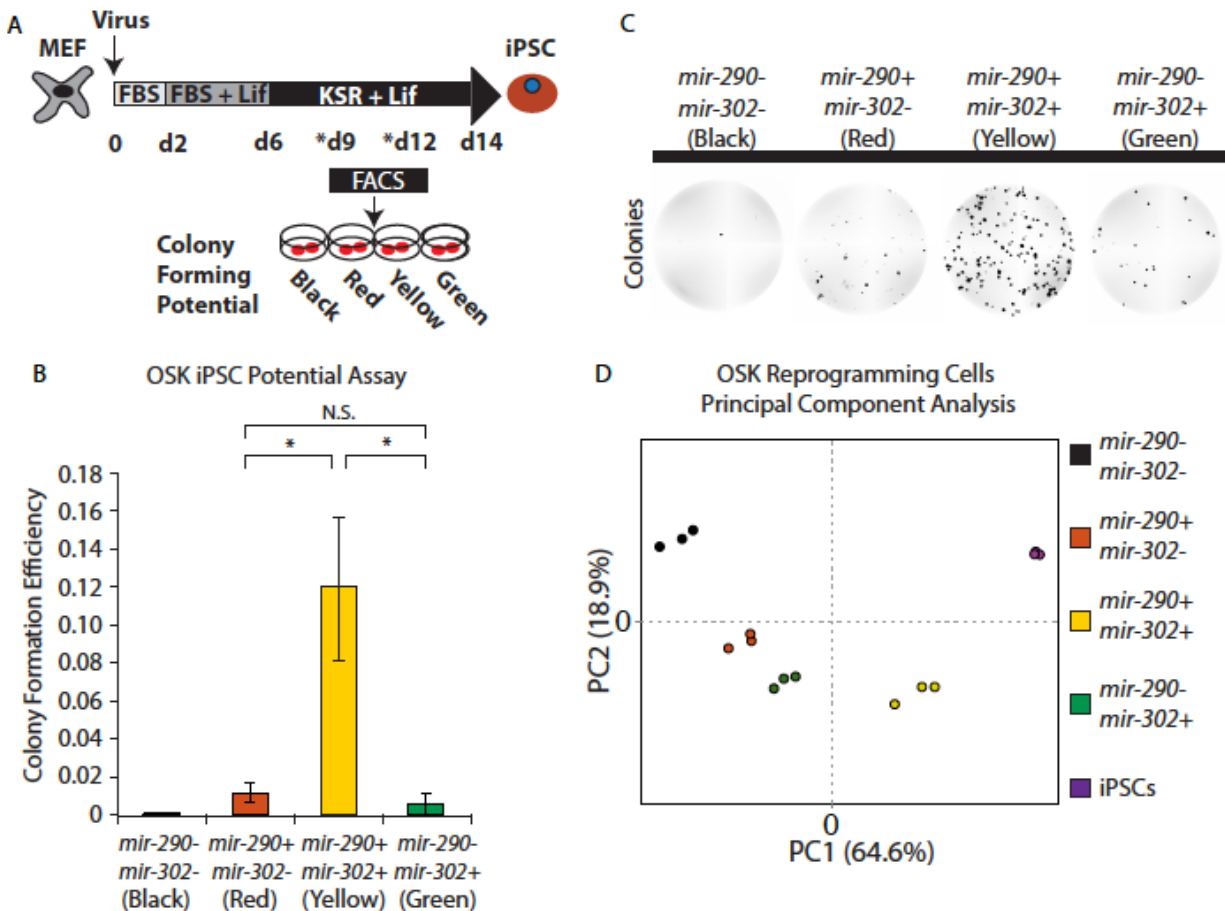 A
Virus
MEF
iPSC
FBS
FBS + Lif
KSR + Lif
0
d2
d6
*d9
*d12
d14
FACS
Colony
Forming
Potential
Black
Red
Yellow
Green
C
mir-290-
mir-302-
(Black)
mir-290+
mir-302-
(Red)
mir-290+
mir-302+
(Yellow)
mir-290-
mir-302+
(Green)
Colonies
B
OSK iPSC Potential Assay
N.S.
*
*
Colony Formation Efficiency
0.18
0.16
0.14
0.12
0.10
0.08
0.06
0.04
0.02
0
mir-290-
mir-302-
(Black)
mir-290+
mir-302-
(Red)
mir-290+
mir-302+
(Yellow)
mir-290-
mir-302+
(Green)
D
OSK Reprogramming Cells
Principal Component Analysis
PC2 (18.9%)
0
0
PC1 (64.6%)
mir-290-
mir-302-
mir-290+
mir-302-
mir-290+
mir-302+
mir-290-
mir-302+
iPSCs